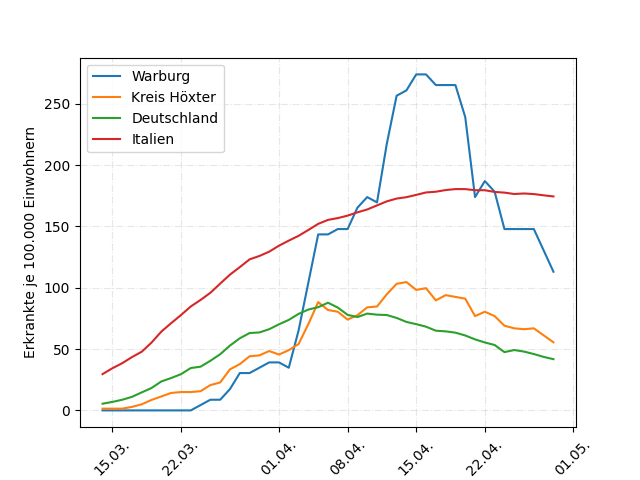 Warburg
Kreis Höxter
Deutschland
Italien
Erkrankte je 100.000 Einwohnern
250
200
150
100
50
0
15.03.
22.03.
01.04.
08.04.
15.04.
22.04.
01.05.